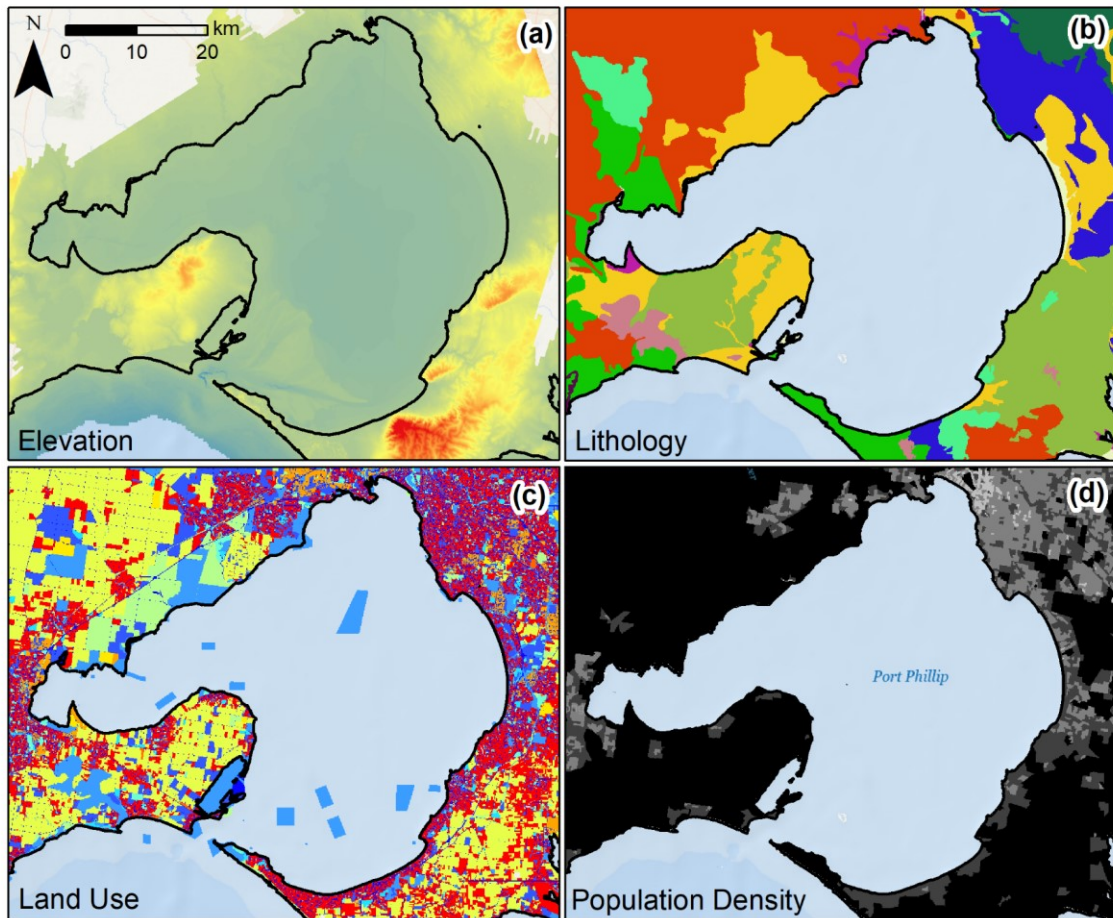 N
km
0 10 20
(a)
Elevation
(b)
Lithology
(c)
Land Use
(d)
Port Phillip
Population Density